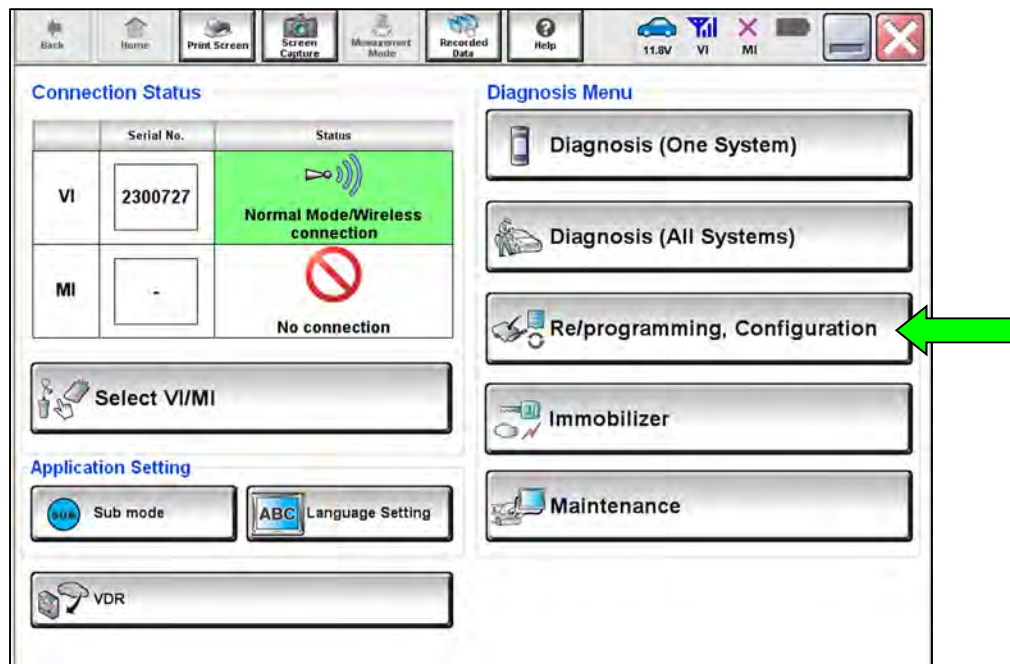 Back
Home
Print Screen
Screen
Capture
Measurement
Mode
Recorded
Data
?
Help
11.8V
VI
MI
Connection Status
Serial No.
Status
VI
2300727
Normal Mode/Wireless
connection
MI
-
No connection
Select VI/MI
Application Setting
SUB
Sub mode
ABC
Language Setting
VDR
Diagnosis Menu
Diagnosis (One System)
Diagnosis (All Systems)
Re/programming, Configuration
Immobilizer
Maintenance